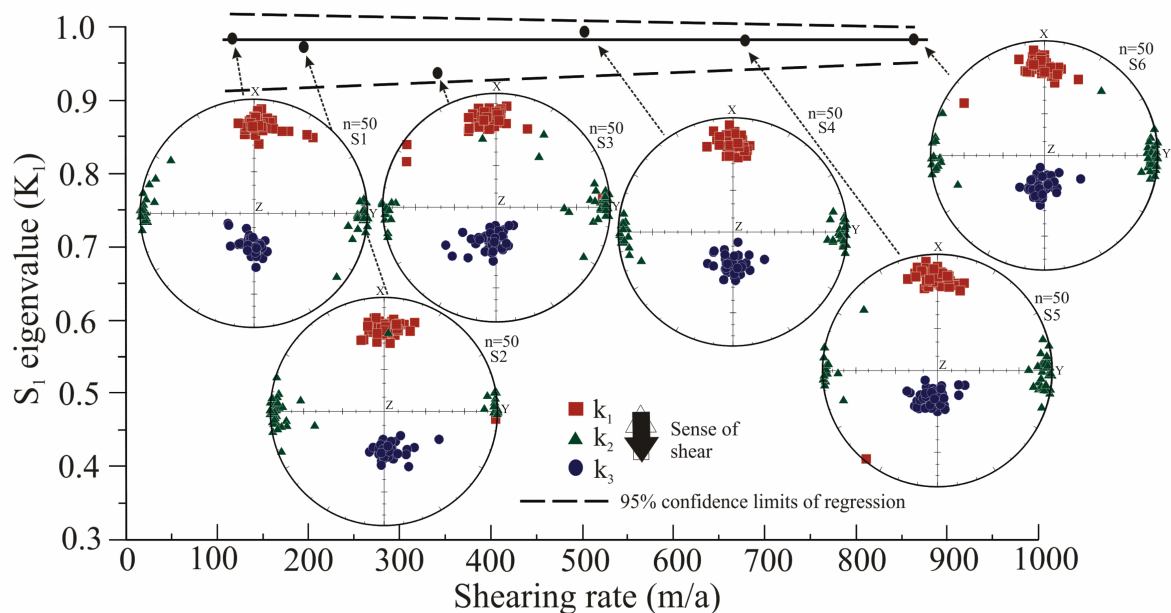 S₁ eigenvalue (K₁)
1.0
0.9
0.8
0.7
0.6
0.5
0.4
0.3
0
100
200
300
400
500
600
700
800
900
1000
Shearing rate (m/a)
X
Y
Z
n=50
S1
X
Y
Z
n=50
S2
X
Y
Z
n=50
S3
X
Y
Z
n=50
S4
X
Y
Z
n=50
S5
X
Y
Z
n=50
S6
k₁
k₂
k₃
Sense of
shear
95% confidence limits of regression